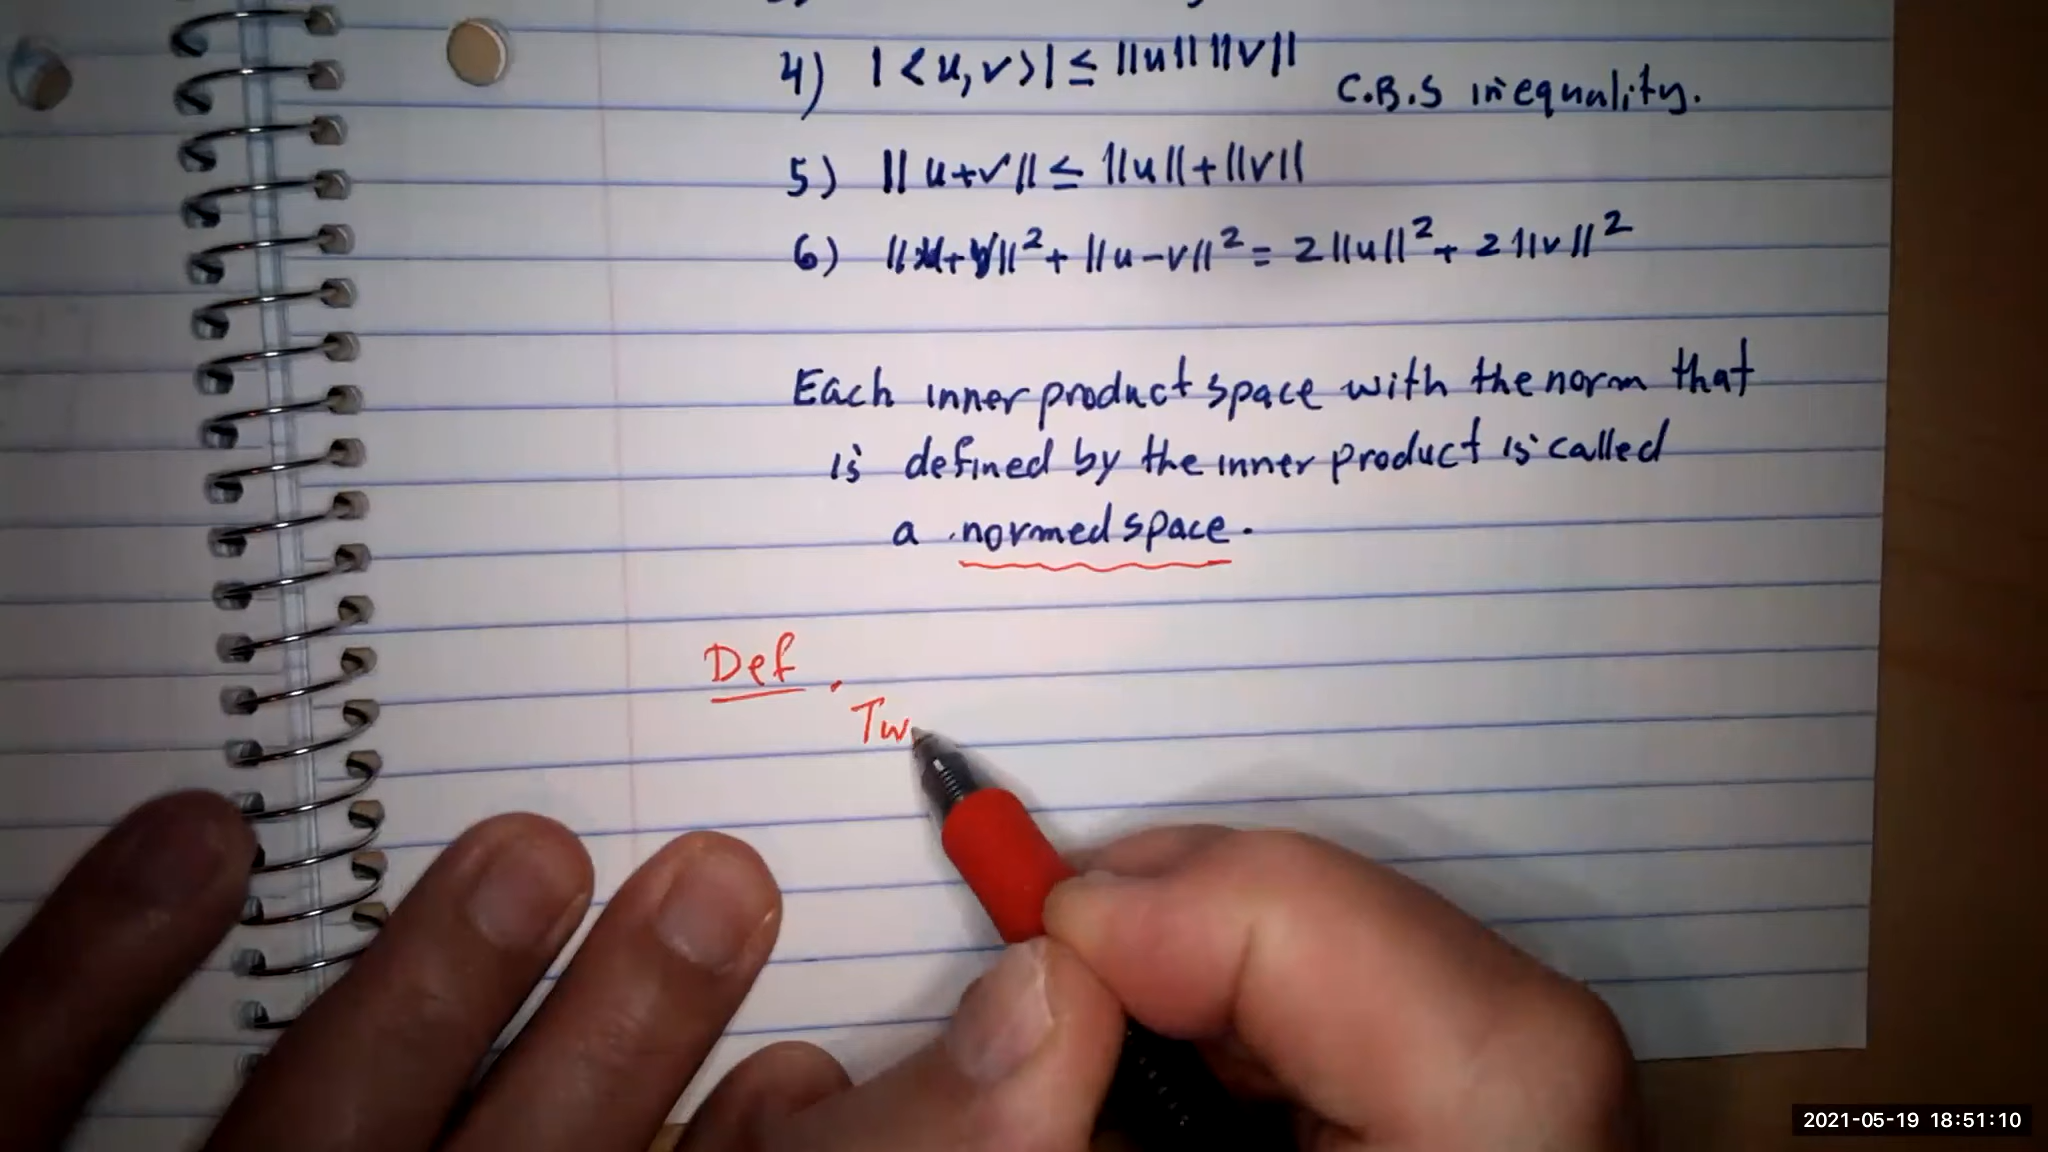 4) |<u,v>| ≤ ||u|| ||v|| C.B.S inequality.
5) ||u+v|| ≤ ||u||+||v||
6) ||u+v||²+||u-v||²=2||u||²+2||v||²
Each inner product space with the norm that
is defined by the inner product is called
a normed space.
Def.
Tw
2021-05-19 18:51:10